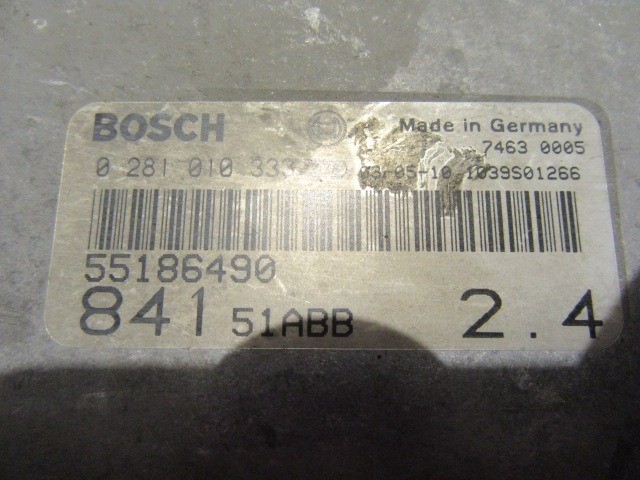 BOSCH Made in Germany
7463 0005
0 281 010 333 03-05-10 1039S01266
55186490
841 51ABB 2.4